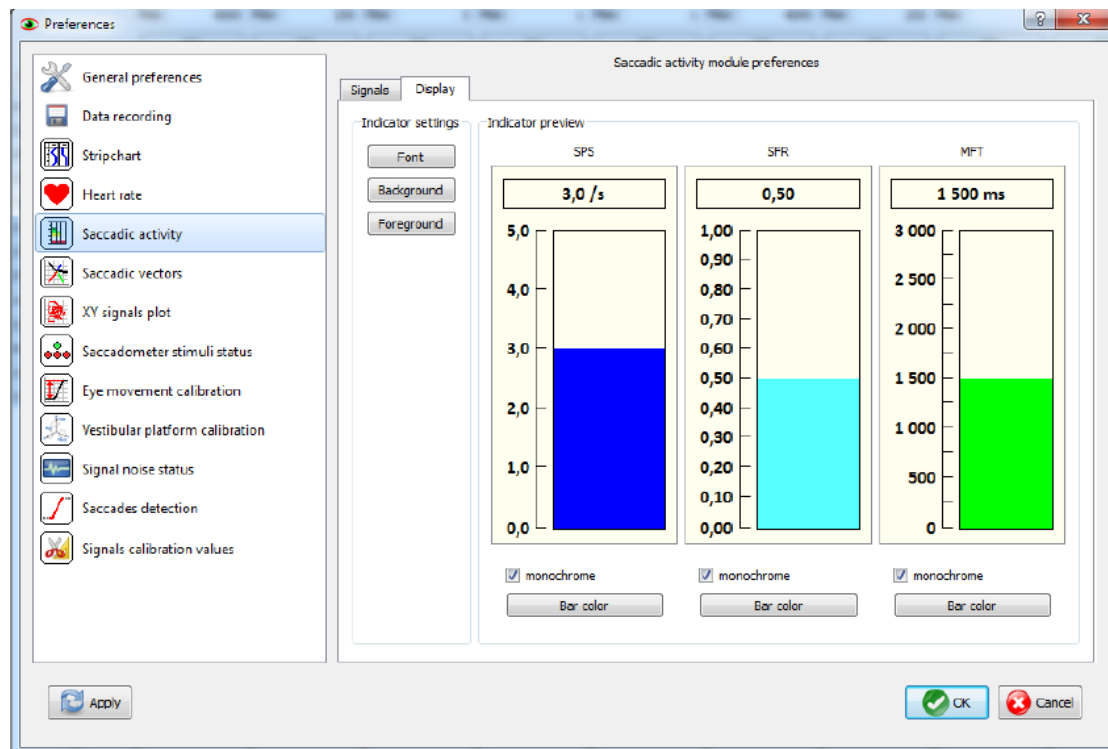 Preferences
General preferences
Data recording
Stripchart
Heart rate
Saccadic activity
Saccadic vectors
XY signals plot
Saccadometer stimuli status
Eye movement calibration
Vestibular platform calibration
Signal noise status
Saccades detection
Signals calibration values
Saccadic activity module preferences
Signals Display
Indicator settings
Font
Background
Foreground
Indicator preview
SPS
3,0 /s
5,0
4,0
3,0
2,0
1,0
0,0
monochrome
Bar color
SFR
0,50
1,00
0,90
0,80
0,70
0,60
0,50
0,40
0,30
0,20
0,10
0,00
monochrome
Bar color
MFT
1 500 ms
3 000
2 500
2 000
1 500
1 000
500
0
monochrome
Bar color
Apply
OK
Cancel